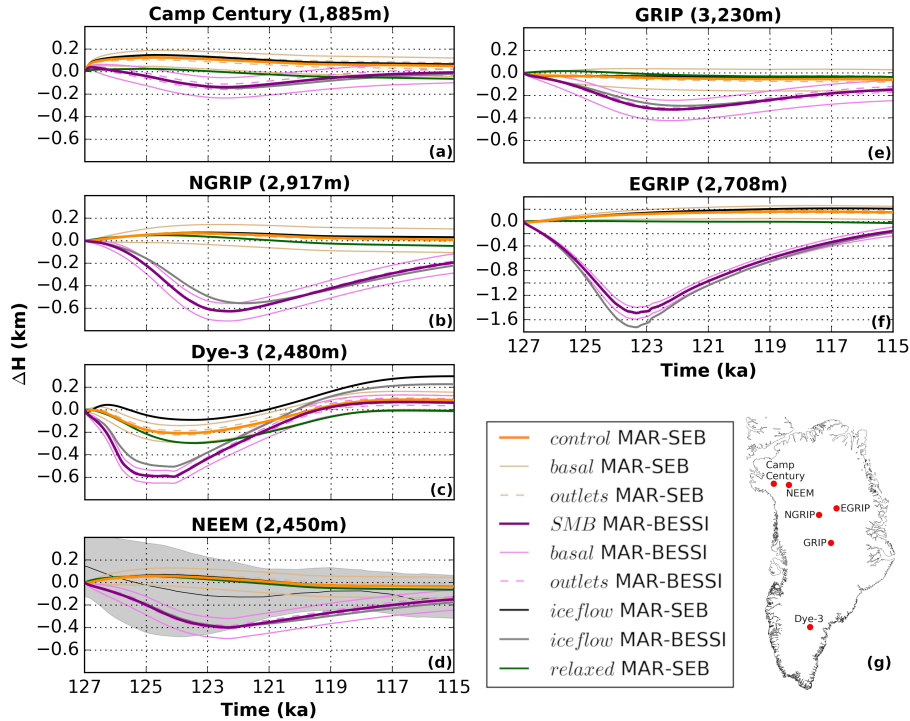 Camp Century (1,885m)
0.2
0.0
−0.2
−0.4
−0.6
(a)
NGRIP (2,917m)
0.2
0.0
−0.2
−0.4
−0.6
(b)
Dye-3 (2,480m)
0.2
0.0
−0.2
−0.4
−0.6
(c)
NEEM (2,450m)
0.2
0.0
−0.2
−0.4
−0.6
(d)
127 125 123 121 119 117 115
Time (ka)
ΔH (km)
GRIP (3,230m)
0.2
0.0
−0.2
−0.4
−0.6
(e)
EGRIP (2,708m)
0.0
−0.4
−0.8
−1.2
−1.6
(f)
127 125 123 121 119 117 115
Time (ka)
control MAR-SEB
basal MAR-SEB
outlets MAR-SEB
SMB MAR-BESSI
basal MAR-BESSI
outlets MAR-BESSI
iceflow MAR-SEB
iceflow MAR-BESSI
relaxed MAR-SEB
Camp
Century
NEEM
EGRIP
NGRIP
GRIP
Dye-3
(g)